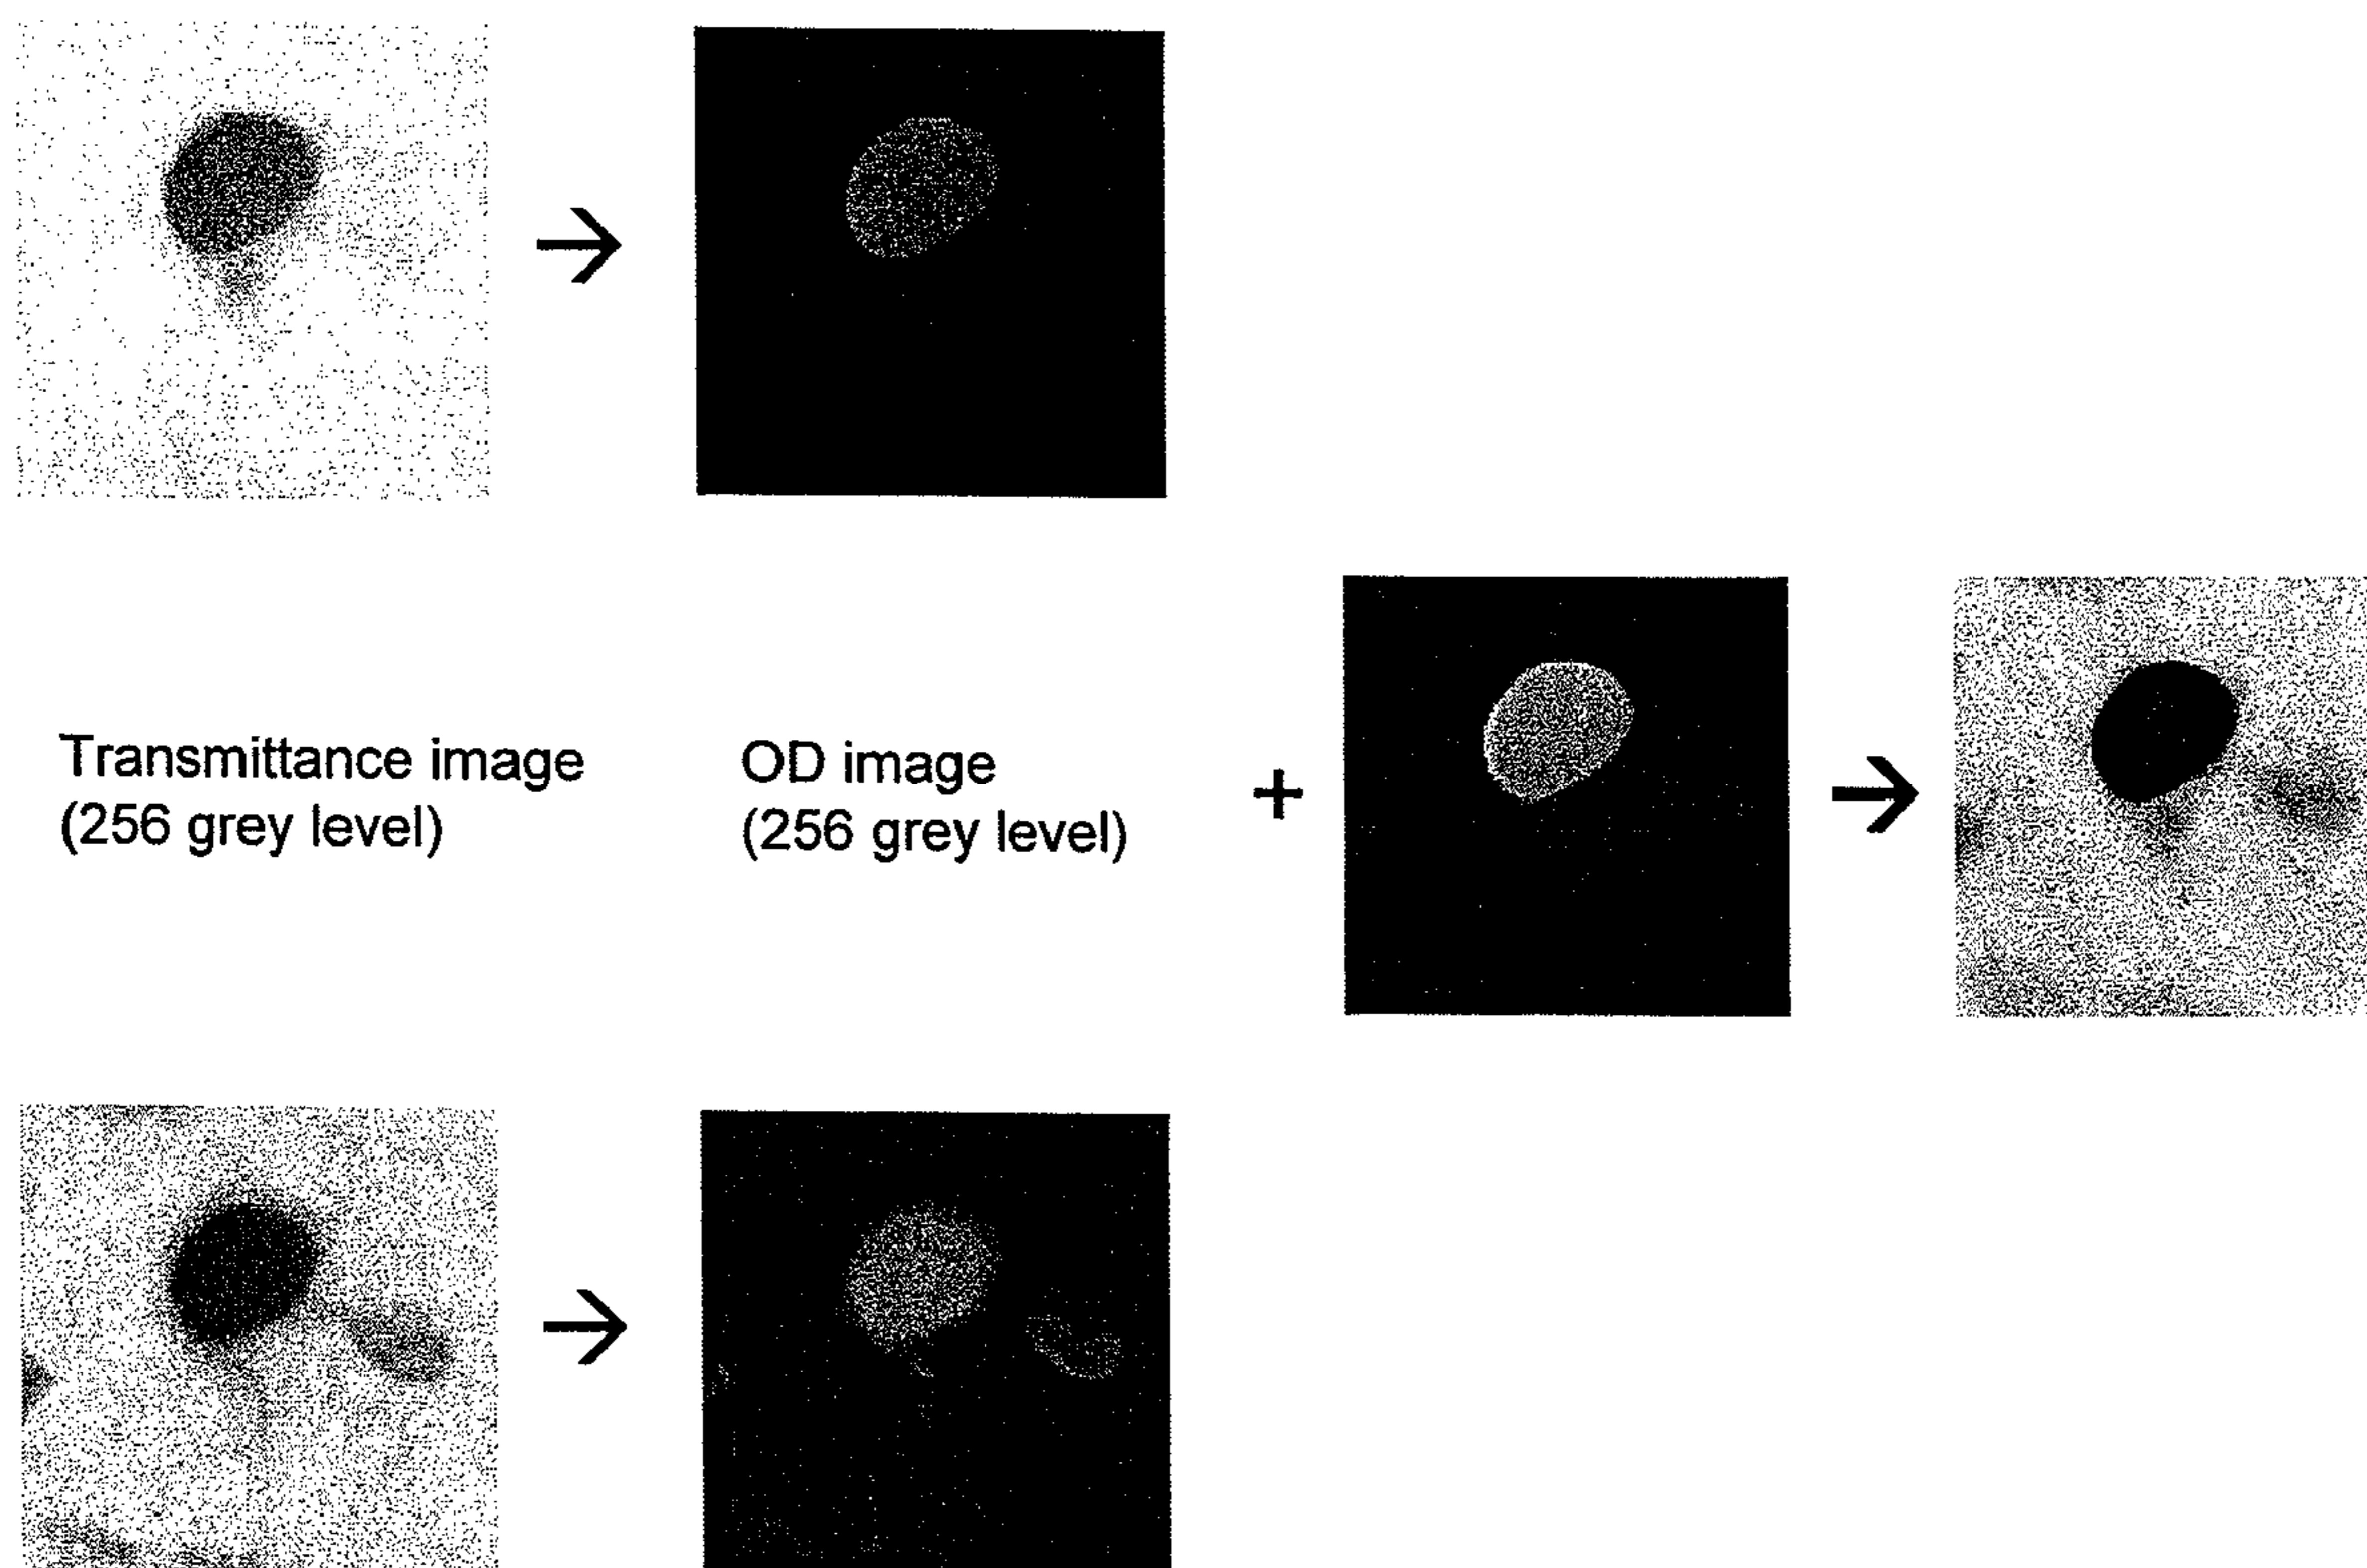 Transmittance image
(256 grey level)
OD image
(256 grey level)
+